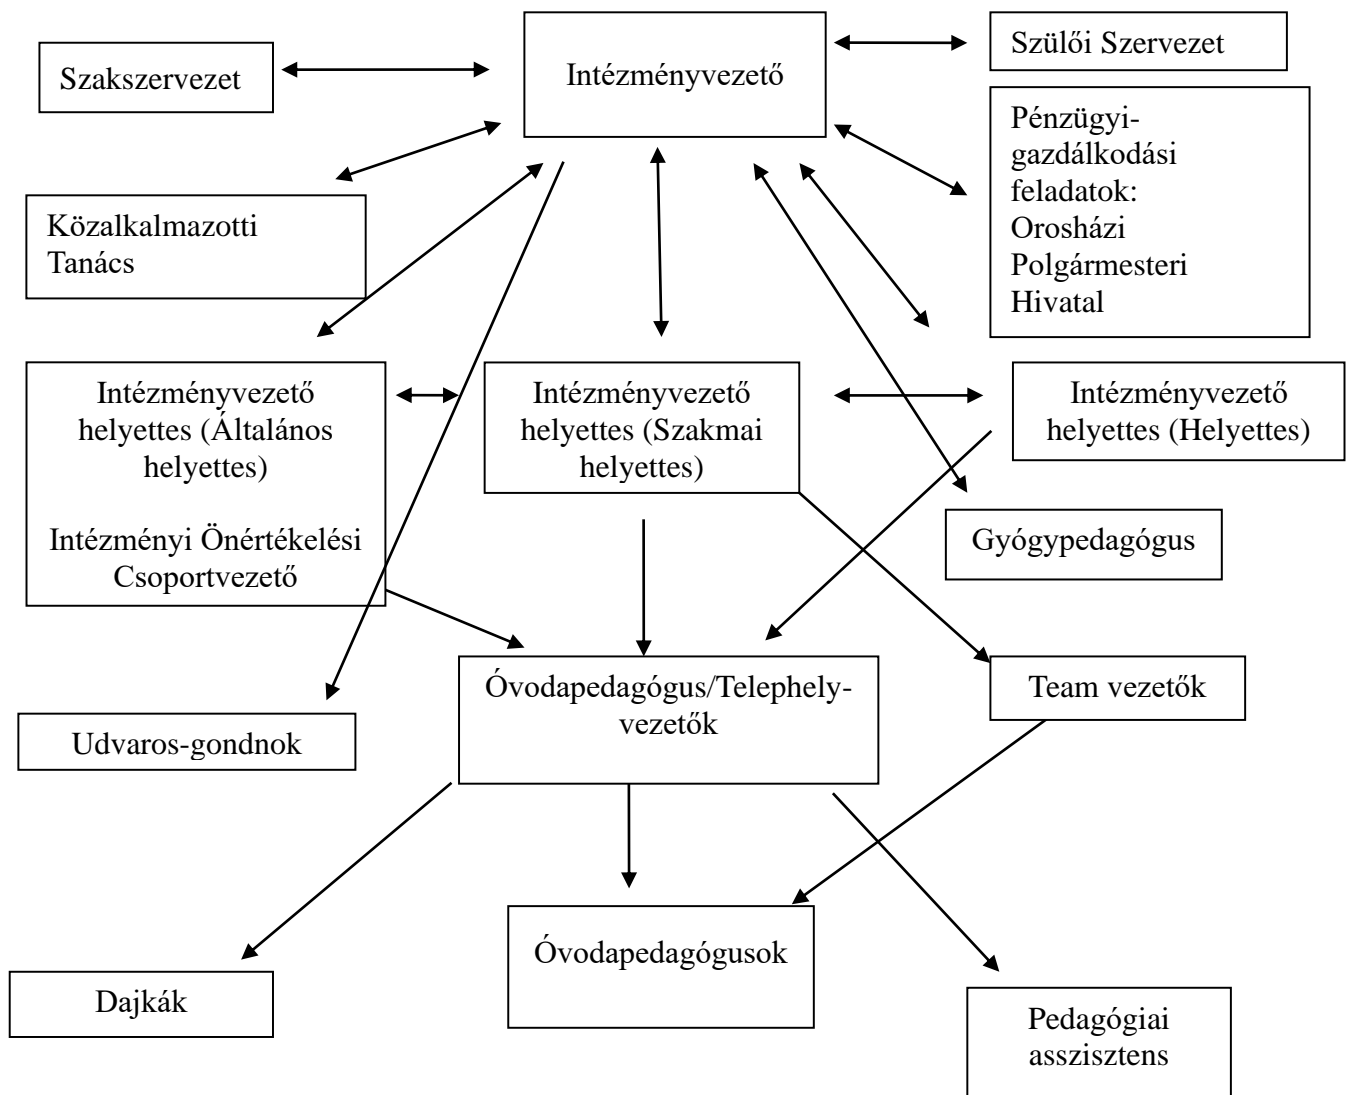 Szakszervezet
Intézményvezető
Szülői Szervezet
Pénzügyi-
gazdálkodási
feladatok:
Orosházi
Polgármesteri
Hivatal
Közalkalmazotti
Tanács
Intézményvezető
helyettes (Általános
helyettes)
Intézményi Önértékelési
Csoportvezető
Intézményvezető
helyettes (Szakmai
helyettes)
Intézményvezető
helyettes (Helyettes)
Gyógypedagógus
Óvodapedagógus/Telephely-
vezetők
Team vezetők
Udvaros-gondnok
Óvodapedagógusok
Dajkák
Pedagógiai
asszisztens